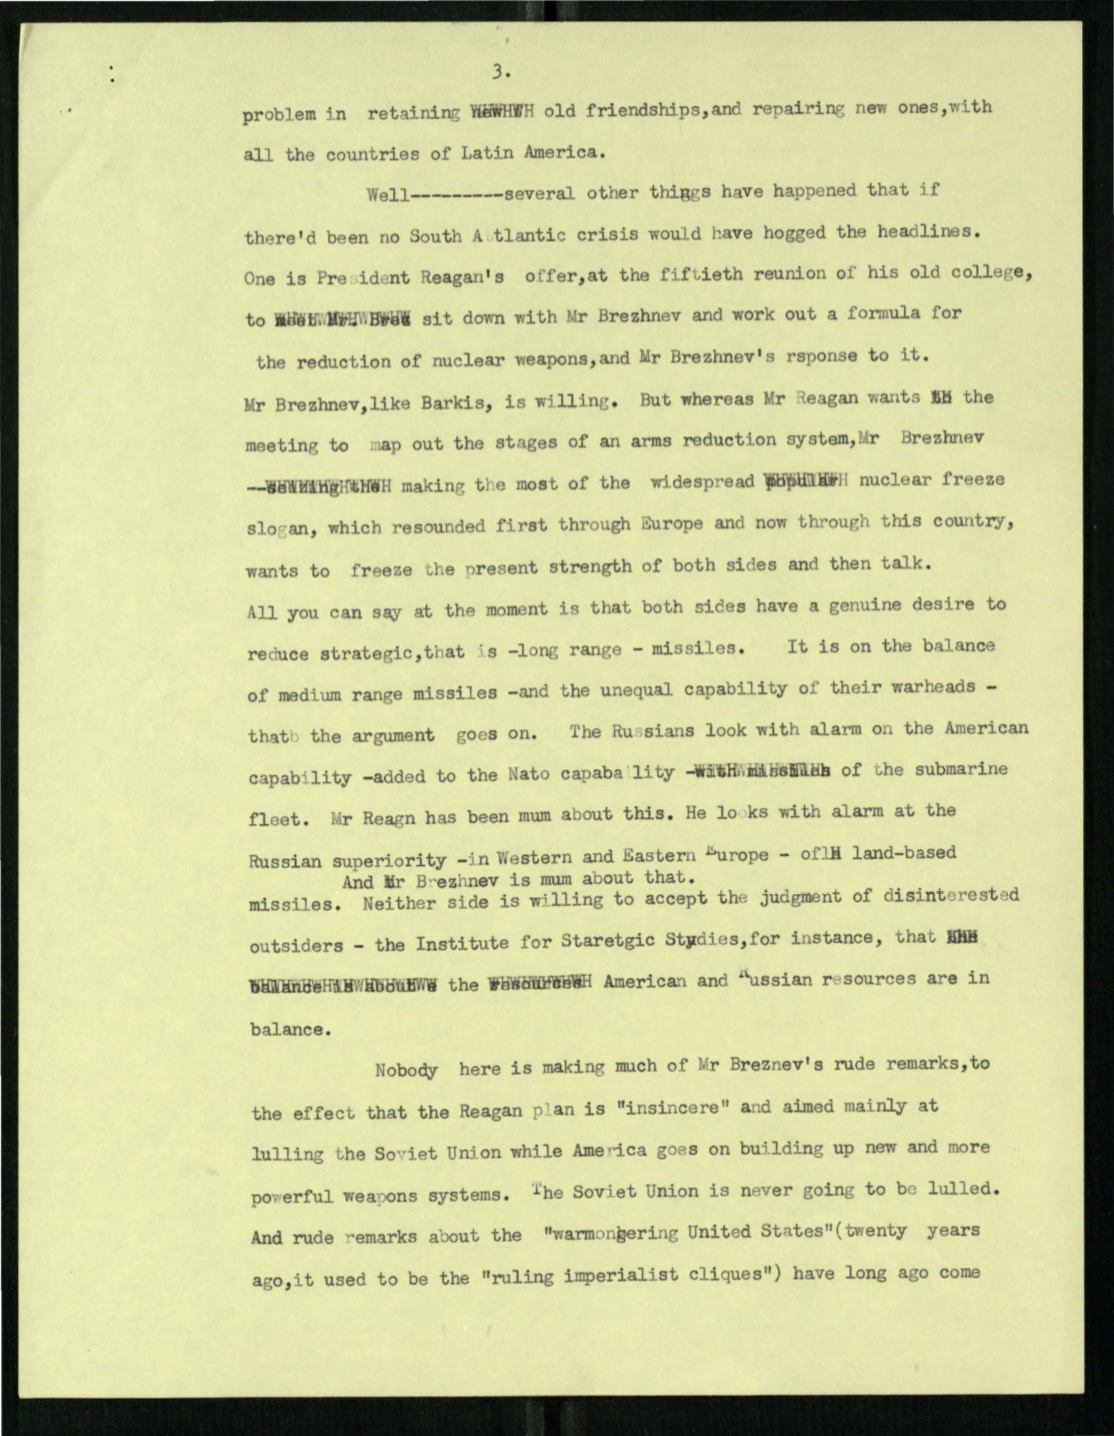 3.
problem in retaining old friendships,and repairing new ones,with
all the countries of Latin America.
Well---------several other things have happened that if
there'd been no South Atlantic crisis would have hogged the headlines.
One is President Reagan's offer,at the fiftieth reunion of his old college,
to sit down with Mr Brezhnev and work out a formula for
the reduction of nuclear weapons,and Mr Brezhnev's rsponse to it.
Mr Brezhnev,like Barkis, is willing. But whereas Mr Reagan wants the
meeting to map out the stages of an arms reduction system,Mr Brezhnev
-- making the most of the widespread nuclear freeze
slogan, which resounded first through Europe and now through this country,
wants to freeze the present strength of both sides and then talk.
All you can say at the moment is that both sides have a genuine desire to
reduce strategic,that is -long range - missiles. It is on the balance
of medium range missiles -and the unequal capability of their warheads -
that the argument goes on. The Russians look with alarm on the American
capability -added to the Nato capabality - of the submarine
fleet. Mr Reagn has been mum about this. He looks with alarm at the
Russian superiority -in Western and Eastern Europe - of land-based
And Mr Brezhnev is mum about that.
missiles. Neither side is willing to accept the judgment of disinterested
outsiders - the Institute for Staretgic Studies,for instance, that
the American and Russian resources are in
balance.
Nobody here is making much of Mr Breznev's rude remarks,to
the effect that the Reagan plan is "insincere" and aimed mainly at
lulling the Soviet Union while America goes on building up new and more
powerful weapons systems. The Soviet Union is never going to be lulled.
And rude remarks about the "warmongering United States"(twenty years
ago,it used to be the "ruling imperialist cliques") have long ago come